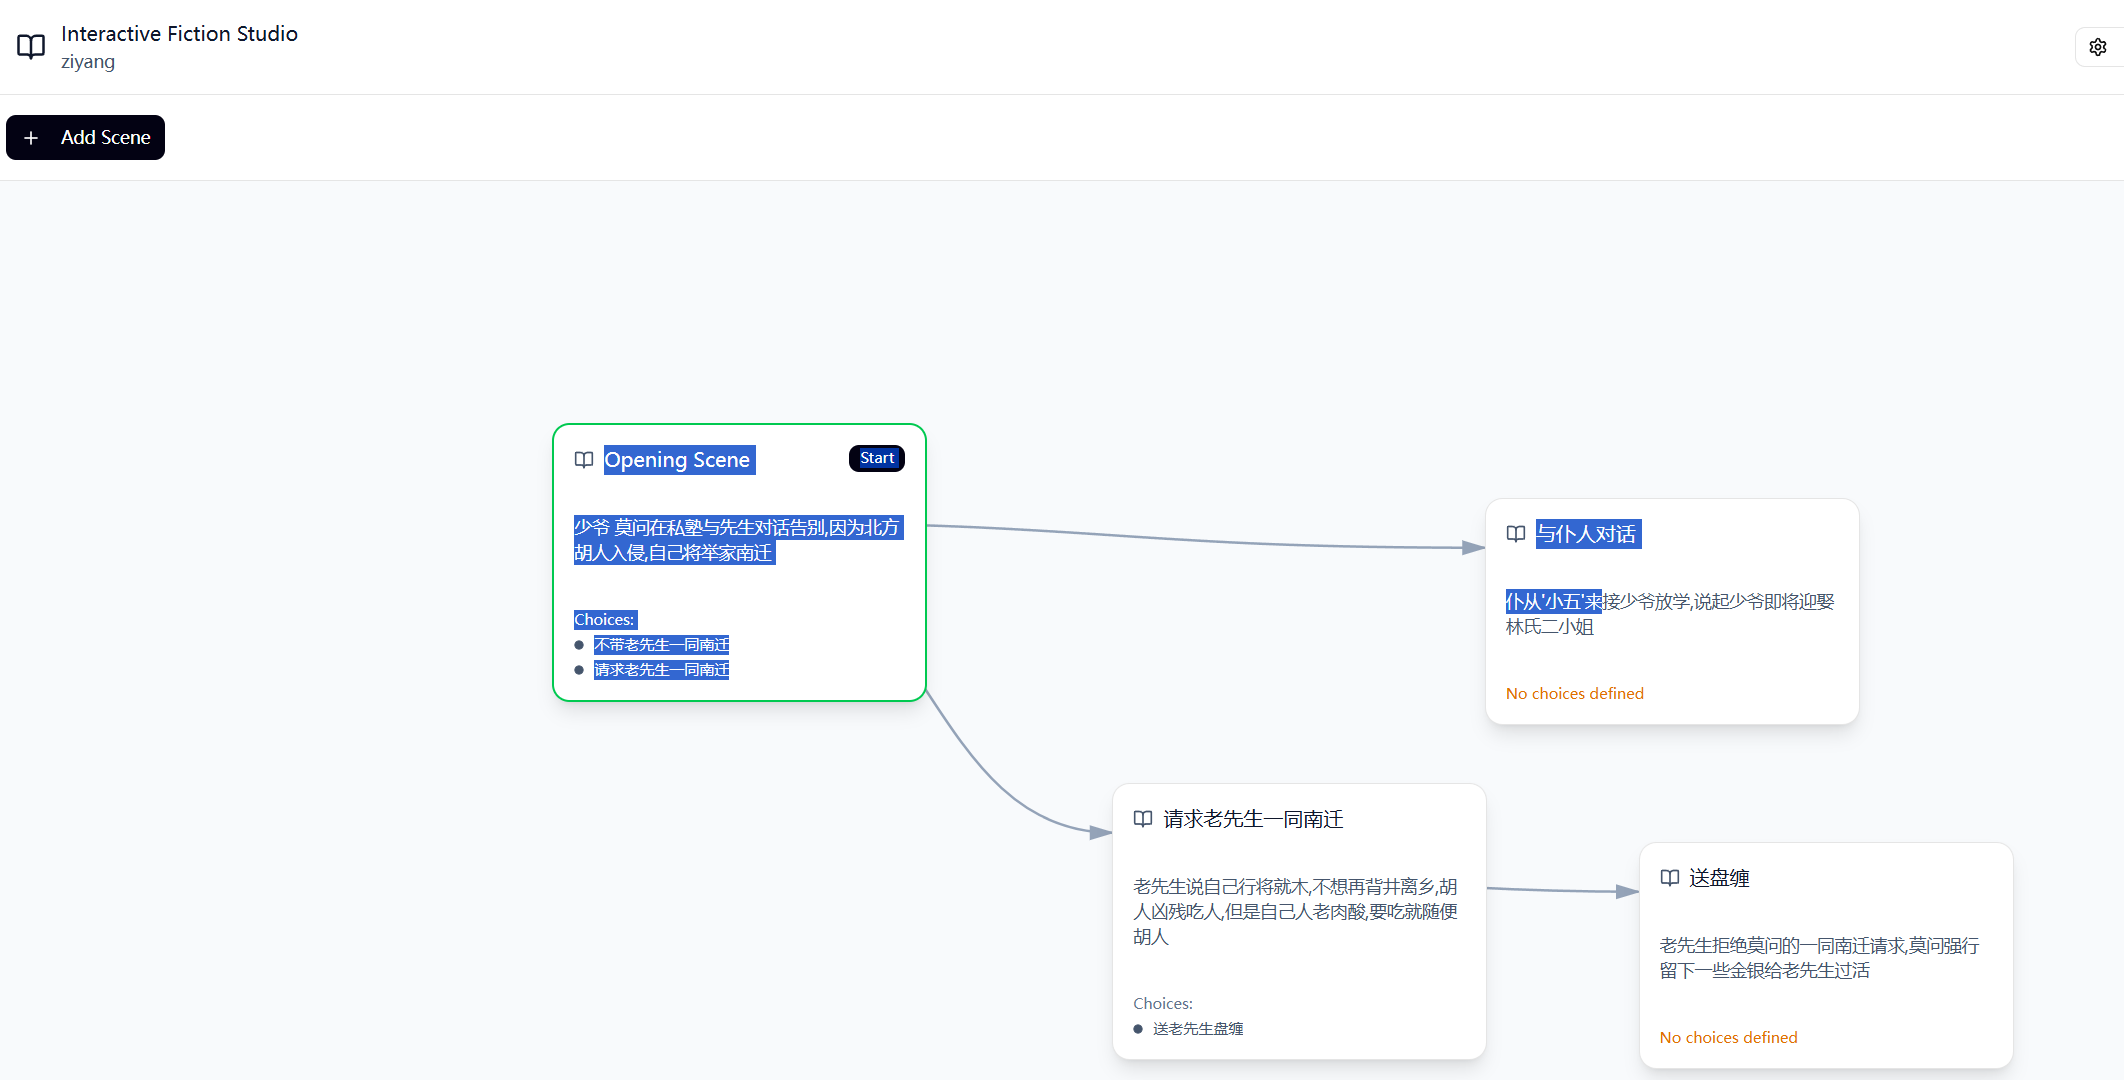 Interactive Fiction Studio
ziyang
Add Scene
Opening Scene
Start
少爷 莫问在私塾与先生对话告别,因为北方
胡人入侵,自己将举家南迁
Choices:
不带老先生一同南迁
请求老先生一同南迁
与仆人对话
仆从'小五'来接少爷放学,说起少爷即将迎娶
林氏二小姐
No choices defined
请求老先生一同南迁
老先生说自己行将就木,不想再背井离乡,胡
人凶残吃人,但是自己人老肉酸,要吃就随便
胡人
Choices:
送老先生盘缠
送盘缠
老先生拒绝莫问的一同南迁请求,莫问强行
留下一些金银给老先生过活
No choices defined